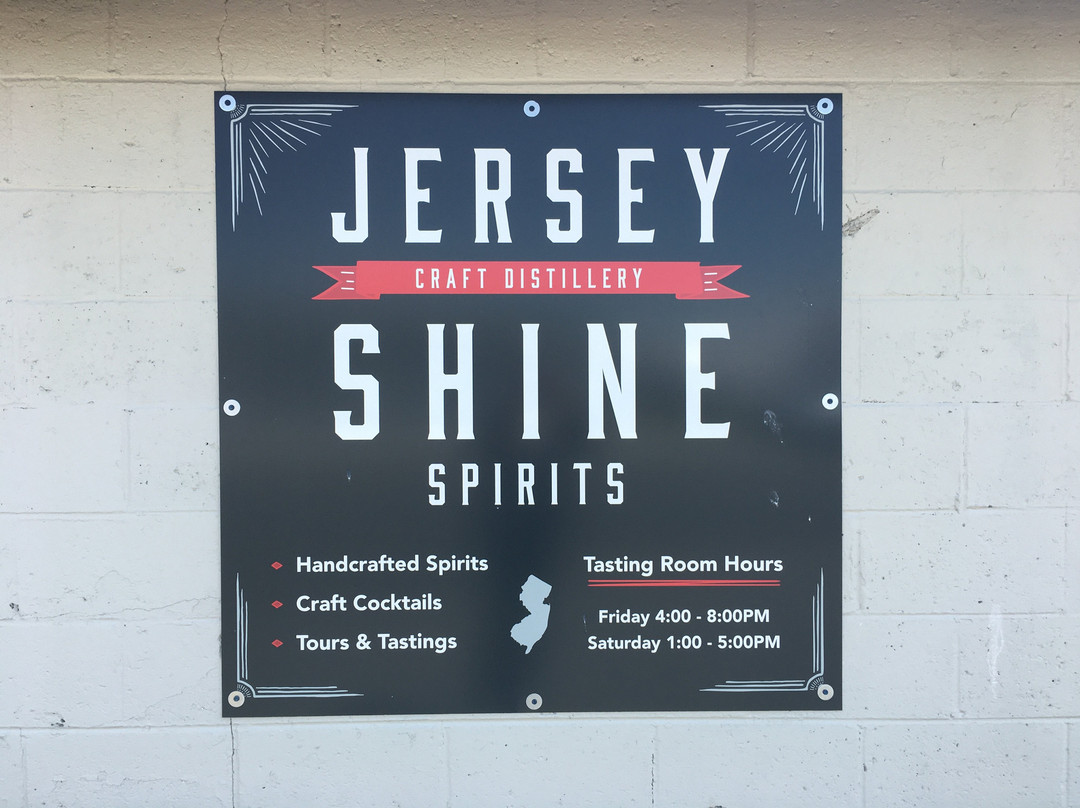 JERSEY
CRAFT DISTILLERY
SHINE
SPIRITS
Handcrafted Spirits
Craft Cocktails
Tours & Tastings
Tasting Room Hours
Friday 4:00 - 8:00PM
Saturday 1:00 - 5:00PM